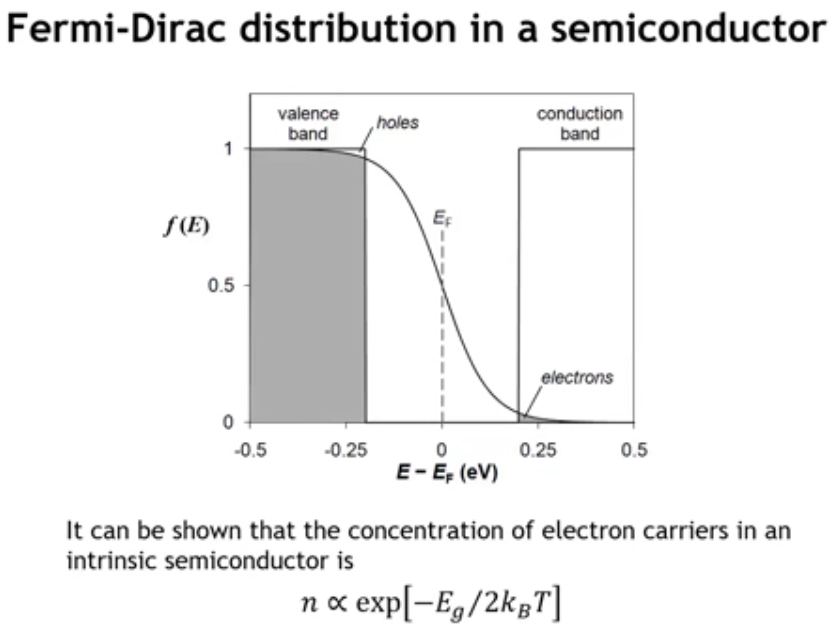 Fermi-Dirac distribution in a semiconductor
valence
band
holes
conduction
band
1
f(E)
E_F
0.5
electrons
0
-0.5
-0.25
0
0.25
0.5
E – E_F (eV)
It can be shown that the concentration of electron carriers in an
intrinsic semiconductor is
n ∝ exp[−E_g/2k_BT]